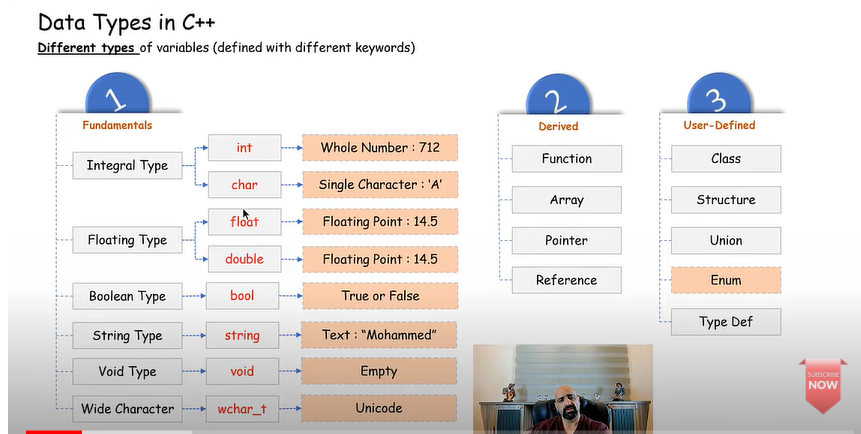 Data Types in C++
Different types of variables (defined with different keywords)
1
Fundamentals
Integral Type
int
Whole Number : 712
char
Single Character : ‘A’
Floating Type
float
Floating Point : 14.5
double
Floating Point : 14.5
Boolean Type
bool
True or False
String Type
string
Text : “Mohammed”
Void Type
void
Empty
Wide Character
wchar_t
Unicode
2
Derived
Function
Array
Pointer
Reference
3
User-Defined
Class
Structure
Union
Enum
Type Def
SUBSCRIBE
NOW